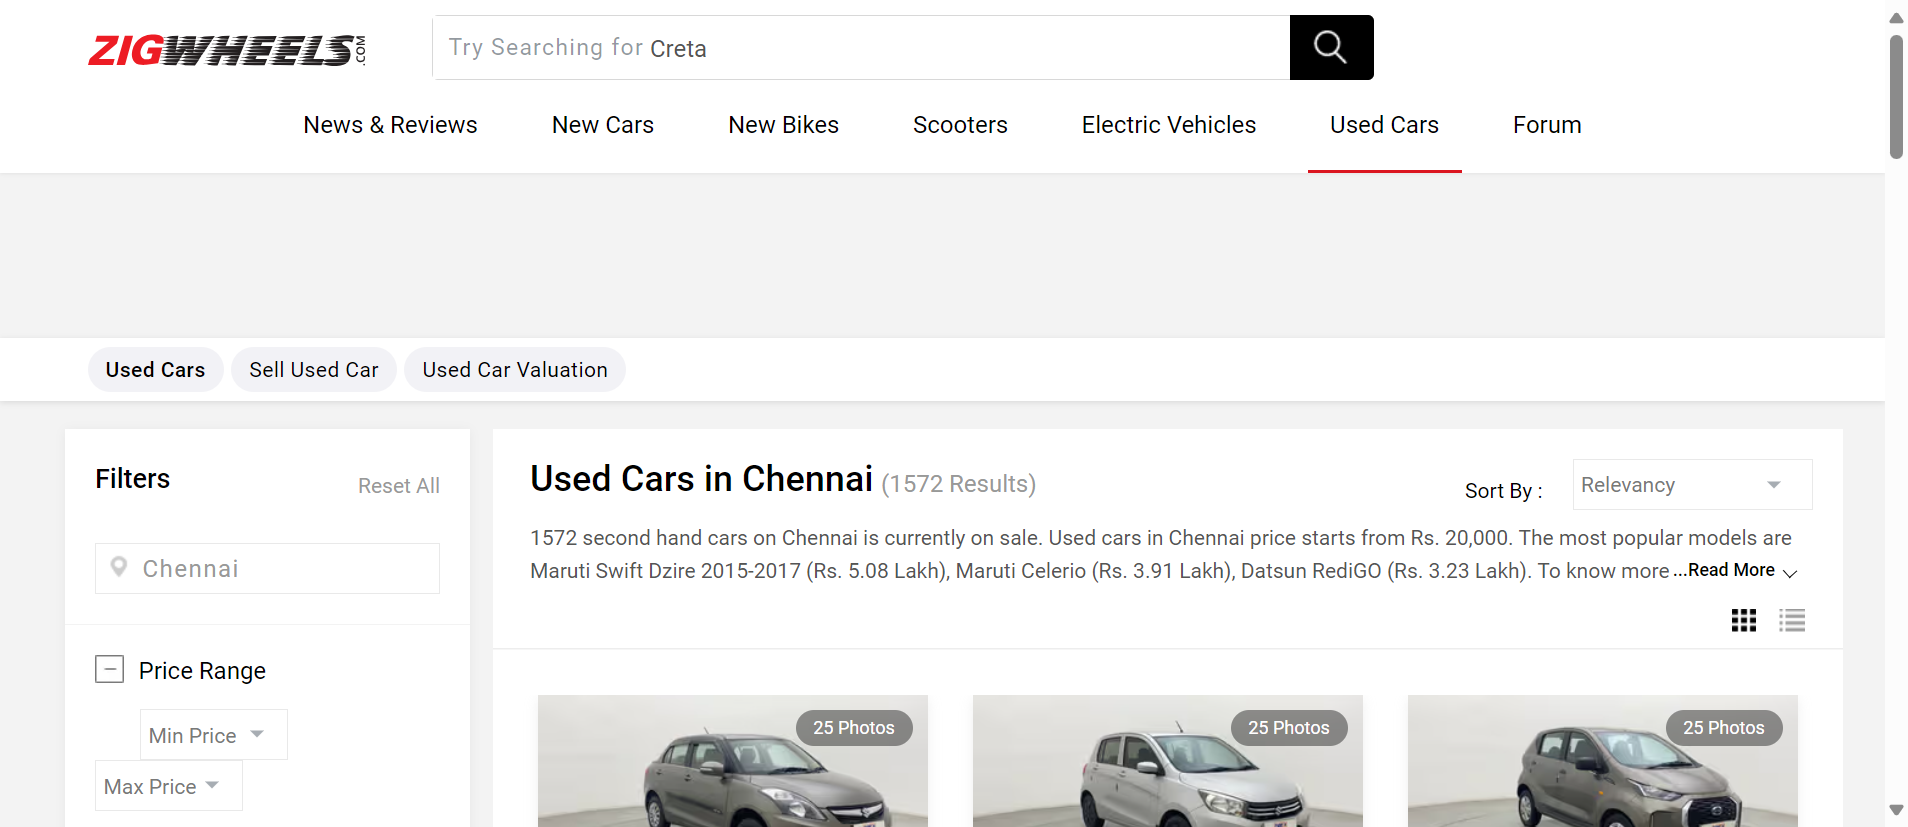 ZIGWHEELS.COM
Try Searching for Creta
News & Reviews New Cars New Bikes Scooters Electric Vehicles Used Cars Forum
Used Cars Sell Used Car Used Car Valuation
Filters
Reset All
Chennai
Price Range
Min Price
Max Price
Used Cars in Chennai (1572 Results)
Sort By :
Relevancy
1572 second hand cars on Chennai is currently on sale. Used cars in Chennai price starts from Rs. 20,000. The most popular models are
Maruti Swift Dzire 2015-2017 (Rs. 5.08 Lakh), Maruti Celerio (Rs. 3.91 Lakh), Datsun RediGO (Rs. 3.23 Lakh). To know more ...Read More
25 Photos
25 Photos
25 Photos